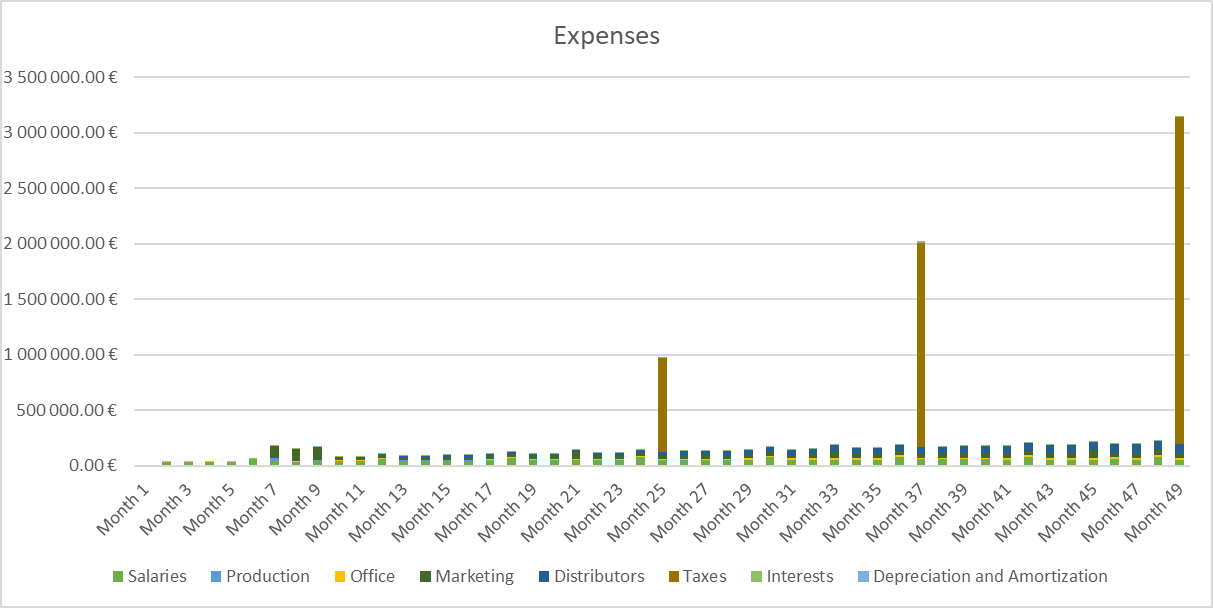 Expenses
3 500 000.00 €
3 000 000.00 €
2 500 000.00 €
2 000 000.00 €
1 500 000.00 €
1 000 000.00 €
500 000.00 €
0.00 €
Month 1
Month 3
Month 5
Month 7
Month 9
Month 11
Month 13
Month 15
Month 17
Month 19
Month 21
Month 23
Month 25
Month 27
Month 29
Month 31
Month 33
Month 35
Month 37
Month 39
Month 41
Month 43
Month 45
Month 47
Month 49
Salaries Production Office Marketing Distributors Taxes Interests Depreciation and Amortization